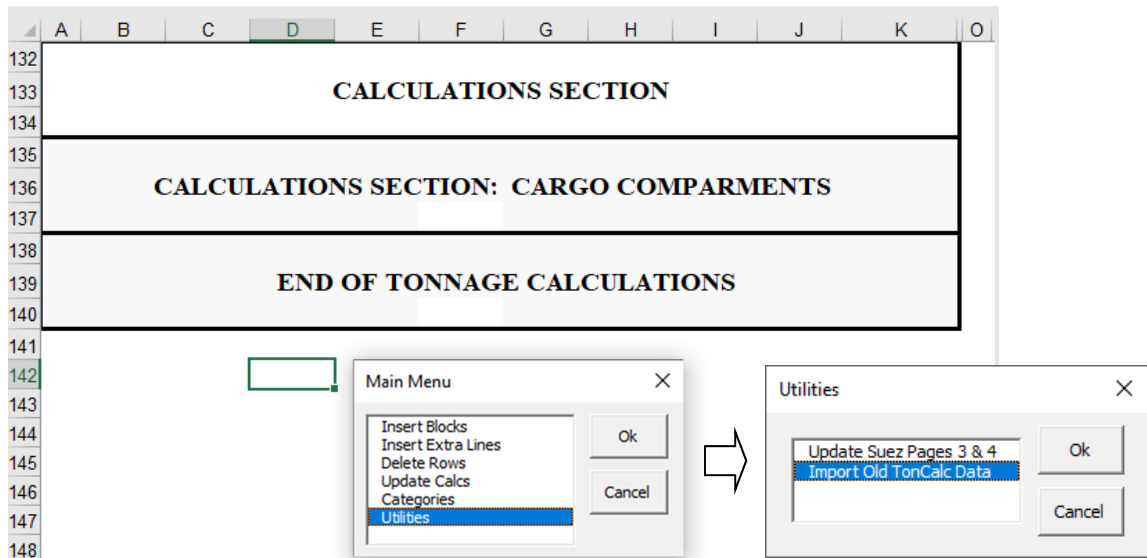 A B C D E F G H I J K O
132
133 CALCULATIONS SECTION
134
135
136 CALCULATIONS SECTION: CARGO COMPARMENTS
137
138
139 END OF TONNAGE CALCULATIONS
140
141
142
143
144
145
146
147
148
Main Menu
Insert Blocks
Insert Extra Lines
Delete Rows
Update Calcs
Categories
Utilities
Ok
Cancel
Utilities
Update Suez Pages 3 & 4
Import Old TonCalc Data
Ok
Cancel